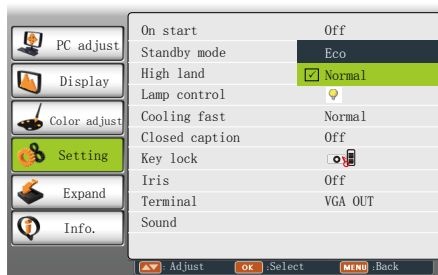 PC adjust
Display
Color adjust
Setting
Expand
Info.
On start Off
Standby mode Eco
High land Normal
Lamp control
Cooling fast Normal
Closed caption Off
Key lock
Iris Off
Terminal VGA OUT
Sound
: Adjust OK :Select MENU :Back